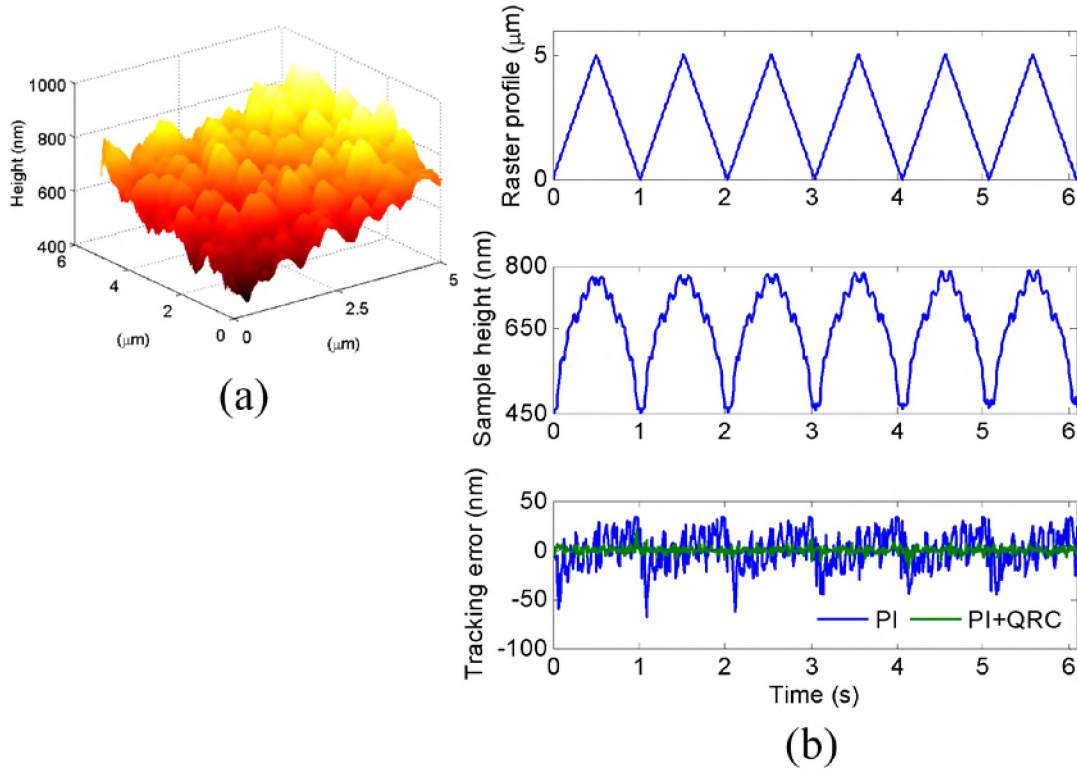 1000
800
600
400
Height (nm)
6
4
2
0
(μm)
0
2.5
5
(μm)
(a)
Raster profile (μm)
5
0
0 1 2 3 4 5 6
Sample height (nm)
800
650
450
0 1 2 3 4 5 6
Tracking error (nm)
50
0
-50
-100
PI PI+QRC
0 1 2 3 4 5 6
Time (s)
(b)